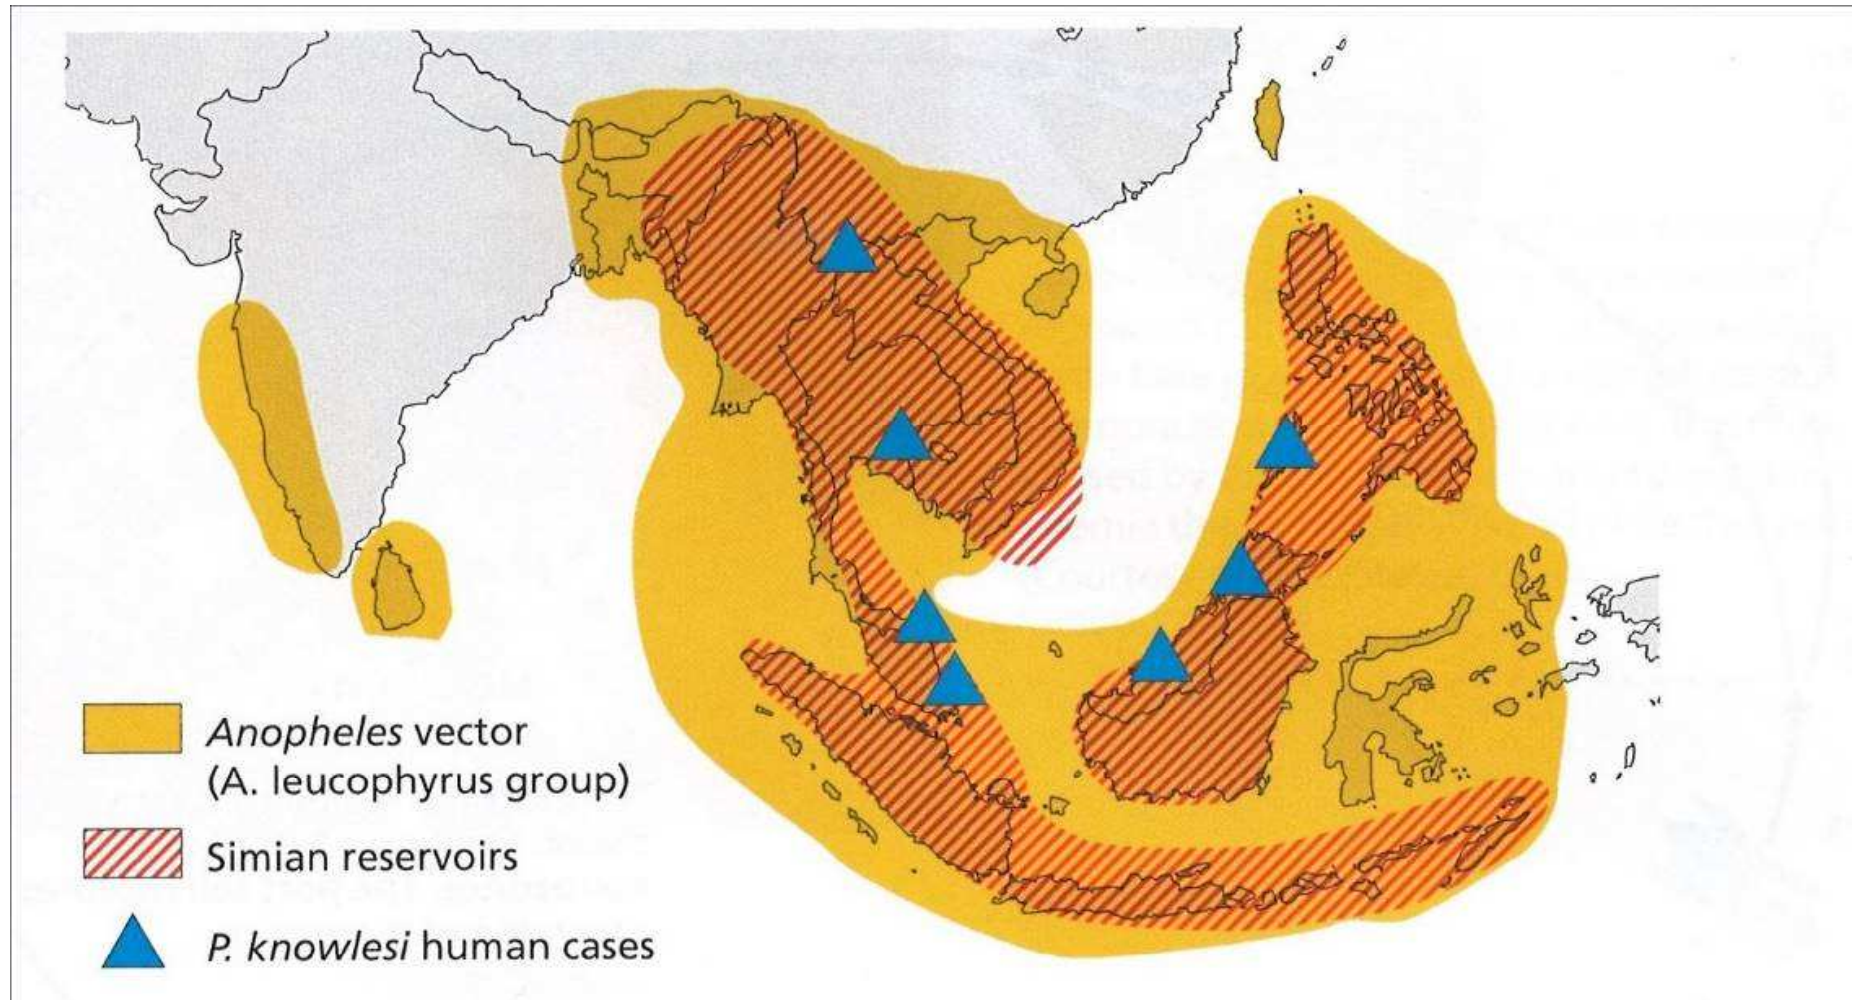 Anopheles vector
(A. leucophyrus group)
Simian reservoirs
P. knowlesi human cases